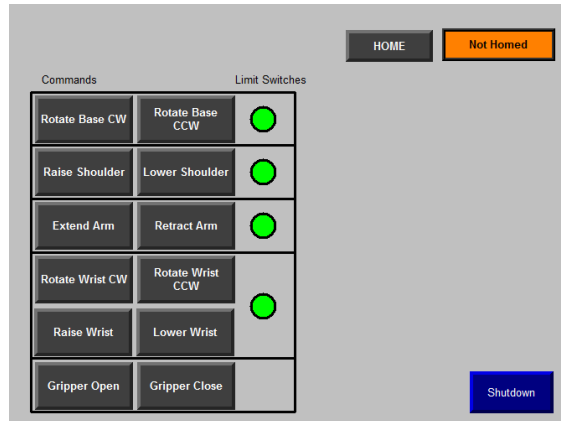 HOME
Not Homed
Commands
Limit Switches
Rotate Base CW
Rotate Base
CCW
Raise Shoulder
Lower Shoulder
Extend Arm
Retract Arm
Rotate Wrist CW
Rotate Wrist
CCW
Raise Wrist
Lower Wrist
Gripper Open
Gripper Close
Shutdown